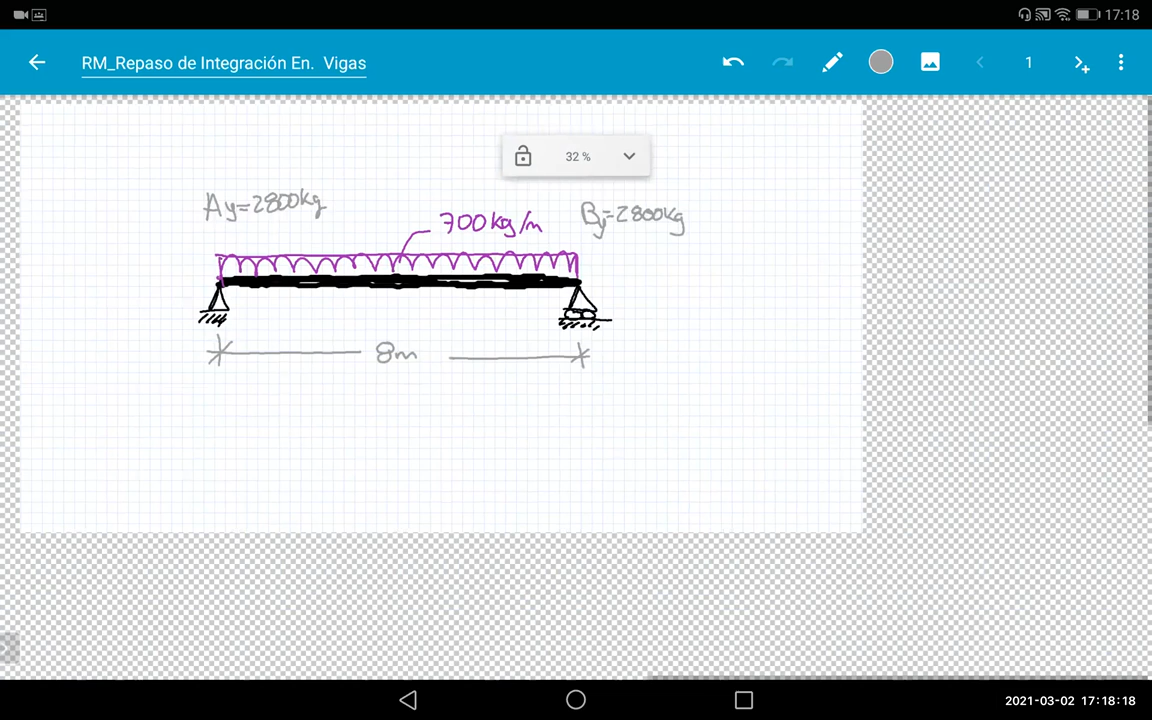 17:18
RM_Repaso de Integración En. Vigas
1
32 %
Ay=2800kg
700kg/m
By=2800kg
8m
2021-03-02 17:18:18